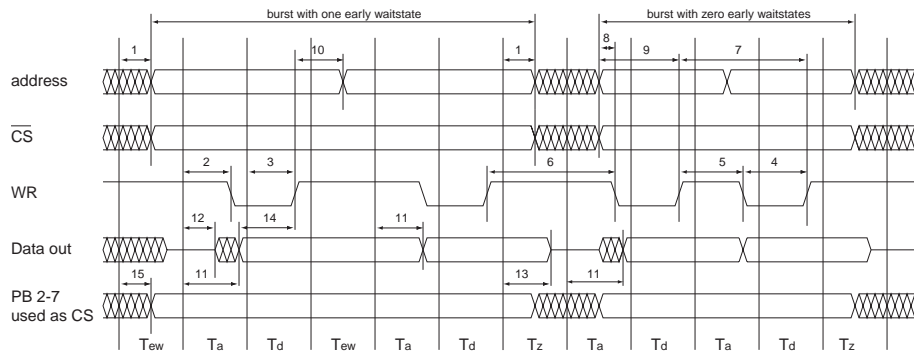 burst with one early waitstate burst with zero early waitstates
8
1 10 1 9 7
address
CS
2 3 6 5 4
WR
12 14 11
Data out
15 11 13 11
PB 2-7
used as CS
Tew Ta Td Tew Ta Td Tz Ta Td Ta Td Tz